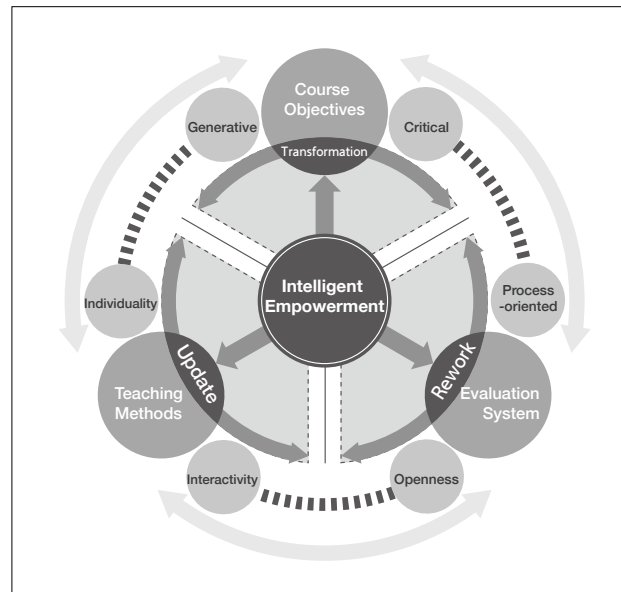 Course
Objectives
Generative
Critical
Transformation
Intelligent
Empowerment
Individuality
Process
-oriented
Update
Rework
Teaching
Methods
Evaluation
System
Interactivity
Openness